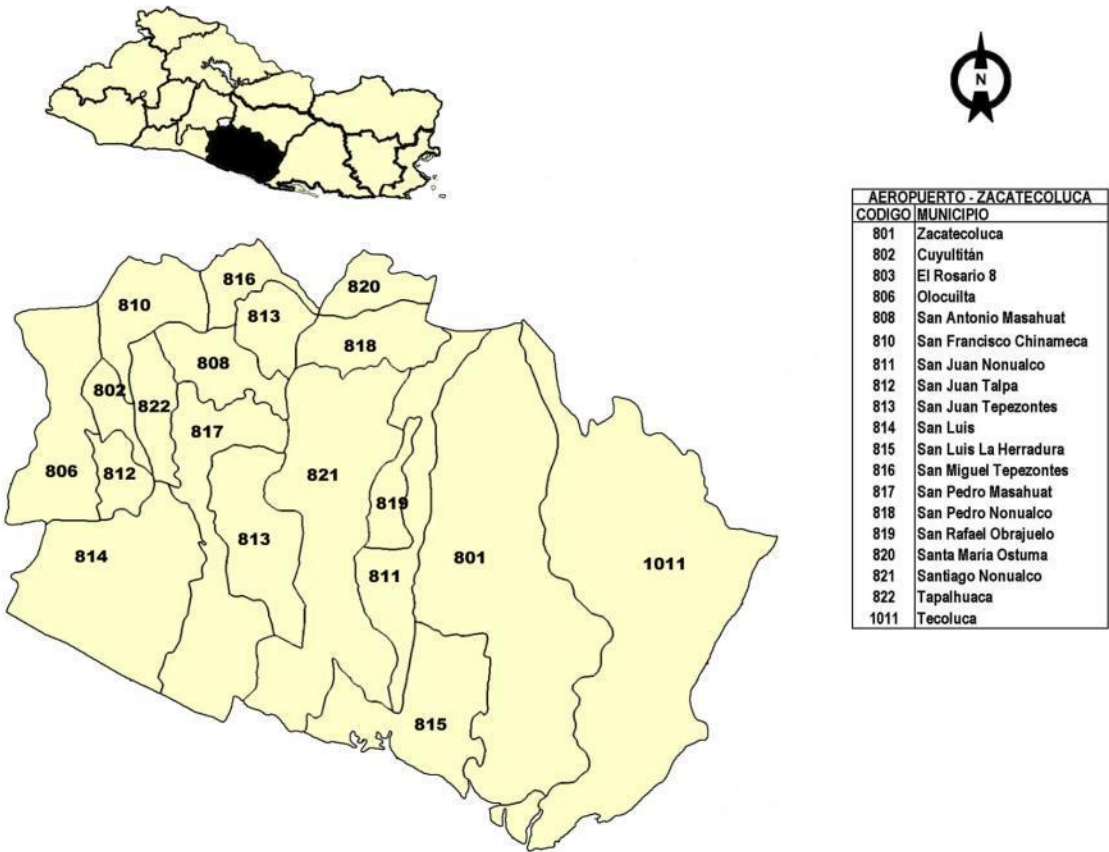 N
AEROPUERTO - ZACATECOLUCA
CODIGO MUNICIPIO
801 Zacatecoluca
802 Cuyultitán
803 El Rosario 8
806 Olocuilta
808 San Antonio Masahuat
810 San Francisco Chinameca
811 San Juan Nonualco
812 San Juan Talpa
813 San Juan Tepezontes
814 San Luis
815 San Luis La Herradura
816 San Miguel Tepezontes
817 San Pedro Masahuat
818 San Pedro Nonualco
819 San Rafael Obrajuelo
820 Santa María Ostuma
821 Santiago Nonualco
822 Tapalhuaca
1011 Tecoluca
816
820
810
813
818
808
802
822
817
806
812
821
819
813
814
811
801
1011
815